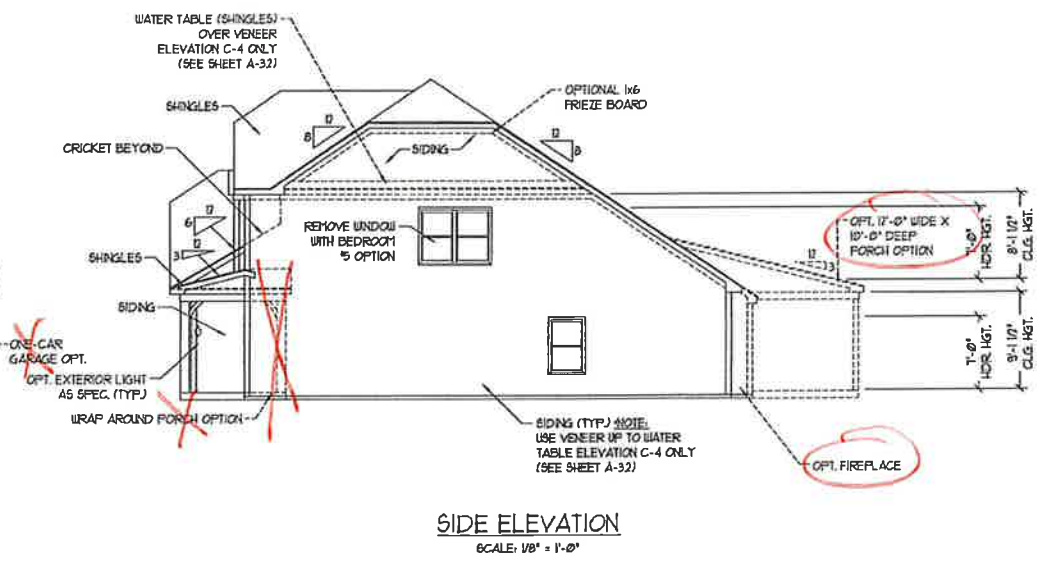 WATER TABLE (SHINGLES)
OVER VENEER
ELEVATION C-4 ONLY
(SEE SHEET A-3.2)
SHINGLES
CRICKET BEYOND
12
8
SIDING
OPTIONAL 1x6
FRIEZE BOARD
12
8
12
6
12
3
SHINGLES
REMOVE WINDOW
WITH BEDROOM
#5 OPTION
OPT. 17'-0" WIDE X
10'-0" DEEP
PORCH OPTION
12
3
HDR. HGT.
8'-1 1/2"
CLG. HGT.
SIDING
ONE-CAR
GARAGE OPT.
OPT. EXTERIOR LIGHT
AS SPEC. (TYP.)
WRAP AROUND PORCH OPTION
7'-0"
HDR. HGT.
9'-1 1/2"
CLG. HGT.
SIDING (TYP.) NOTE:
USE VENEER UP TO WATER
TABLE ELEVATION C-4 ONLY
(SEE SHEET A-3.2)
OPT. FIREPLACE
SIDE ELEVATION
SCALE: 1/8" = 1'-0"